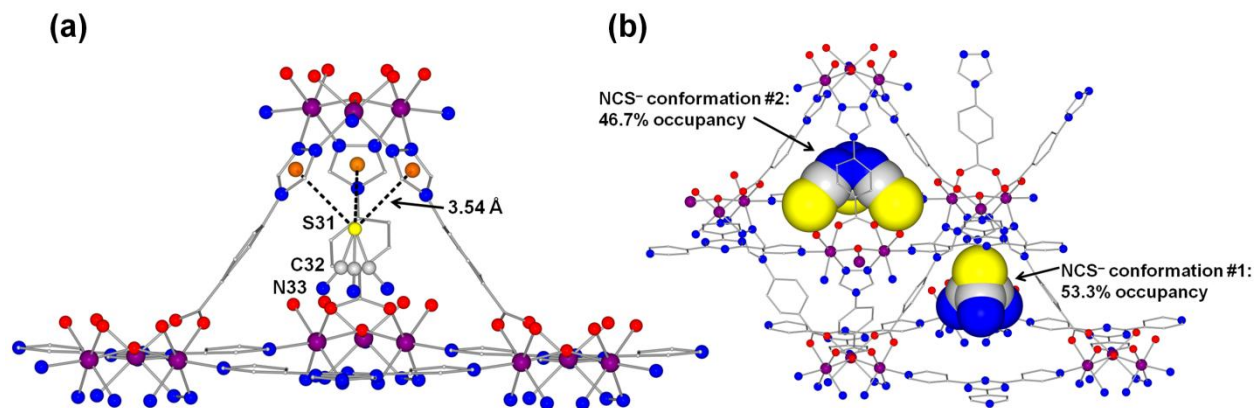 (a)
3.54 Å
S31
C32
N33
(b)
NCS⁻ conformation #2:
46.7% occupancy
NCS⁻ conformation #1:
53.3% occupancy